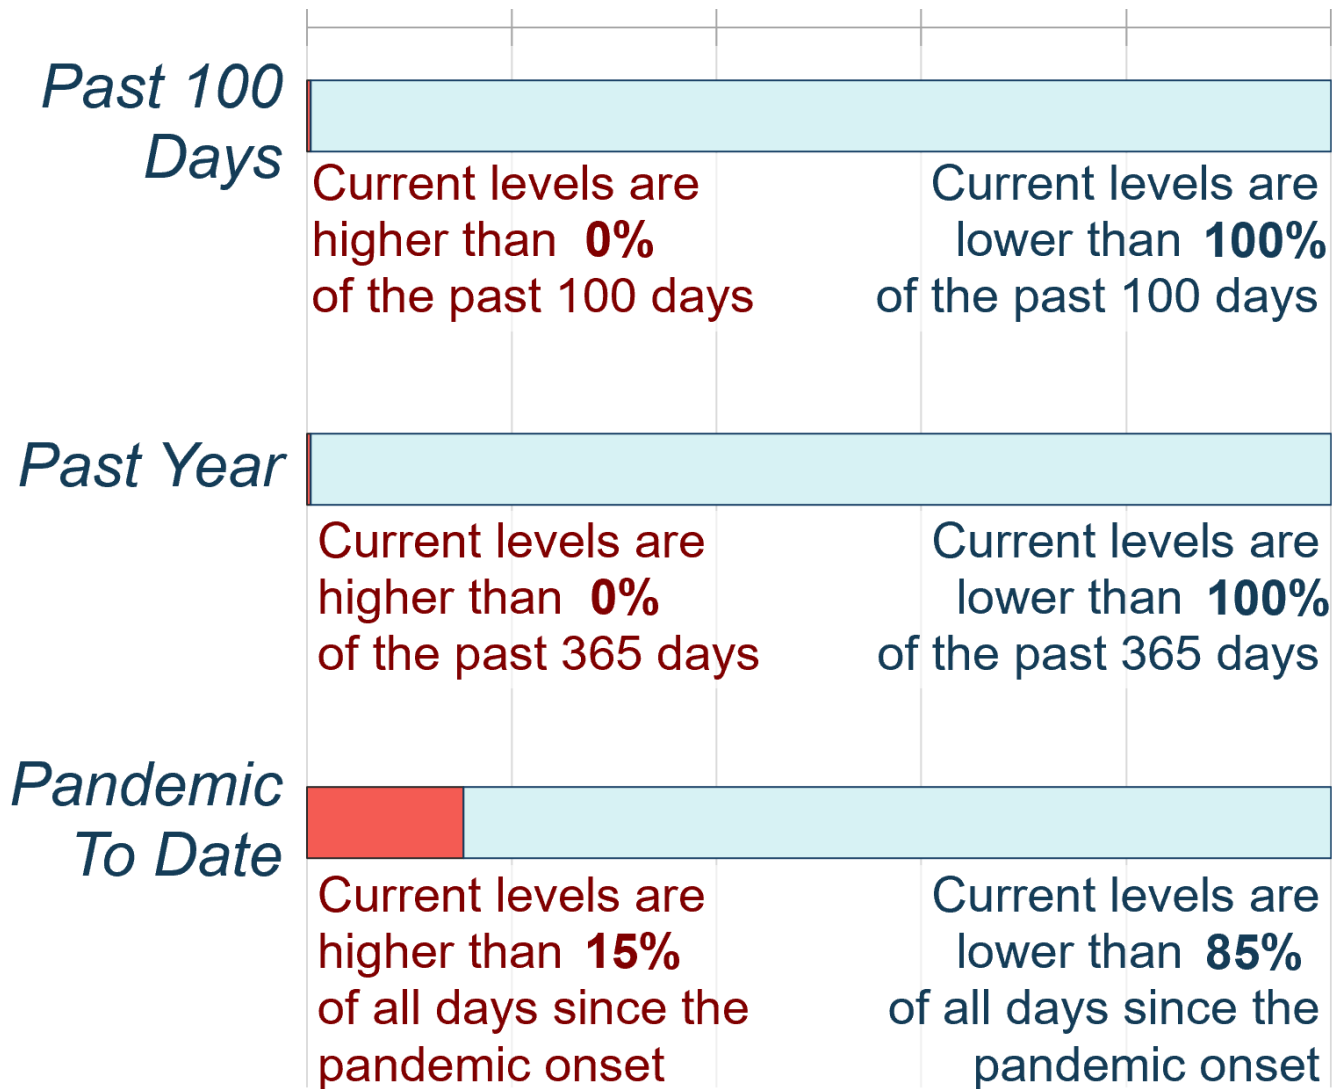 Past 100
Days
Current levels are
higher than 0%
of the past 100 days
Current levels are
lower than 100%
of the past 100 days
Past Year
Current levels are
higher than 0%
of the past 365 days
Current levels are
lower than 100%
of the past 365 days
Pandemic
To Date
Current levels are
higher than 15%
of all days since the
pandemic onset
Current levels are
lower than 85%
of all days since the
pandemic onset